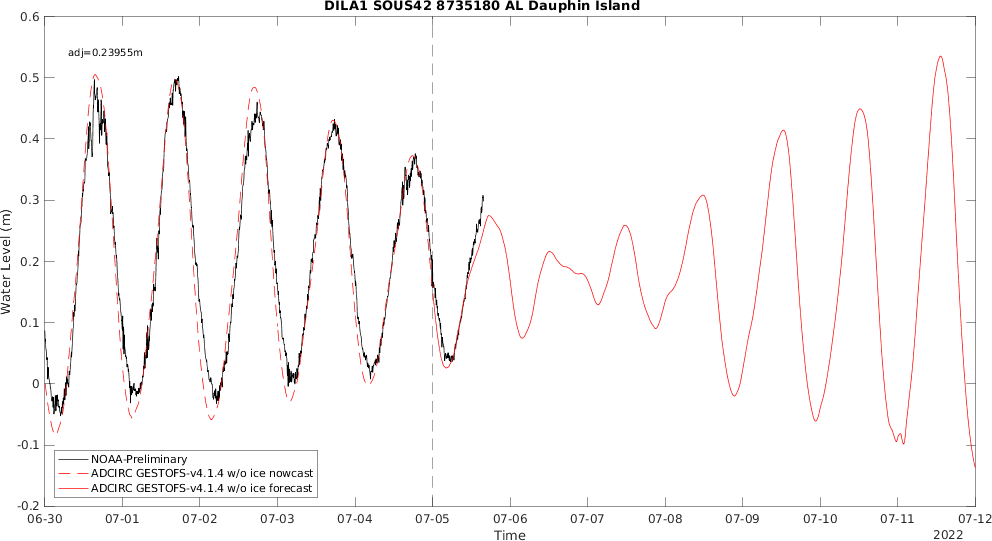 DILA1 SOUS42 8735180 AL Dauphin Island
0.6
adj=0.23955m
0.5
0.4
0.3
0.2
0.1
0
-0.1
-0.2
Water Level (m)
NOAA-Preliminary
ADCIRC GESTOFS-v4.1.4 w/o ice nowcast
ADCIRC GESTOFS-v4.1.4 w/o ice forecast
06-30 07-01 07-02 07-03 07-04 07-05 07-06 07-07 07-08 07-09 07-10 07-11 07-12
Time
2022